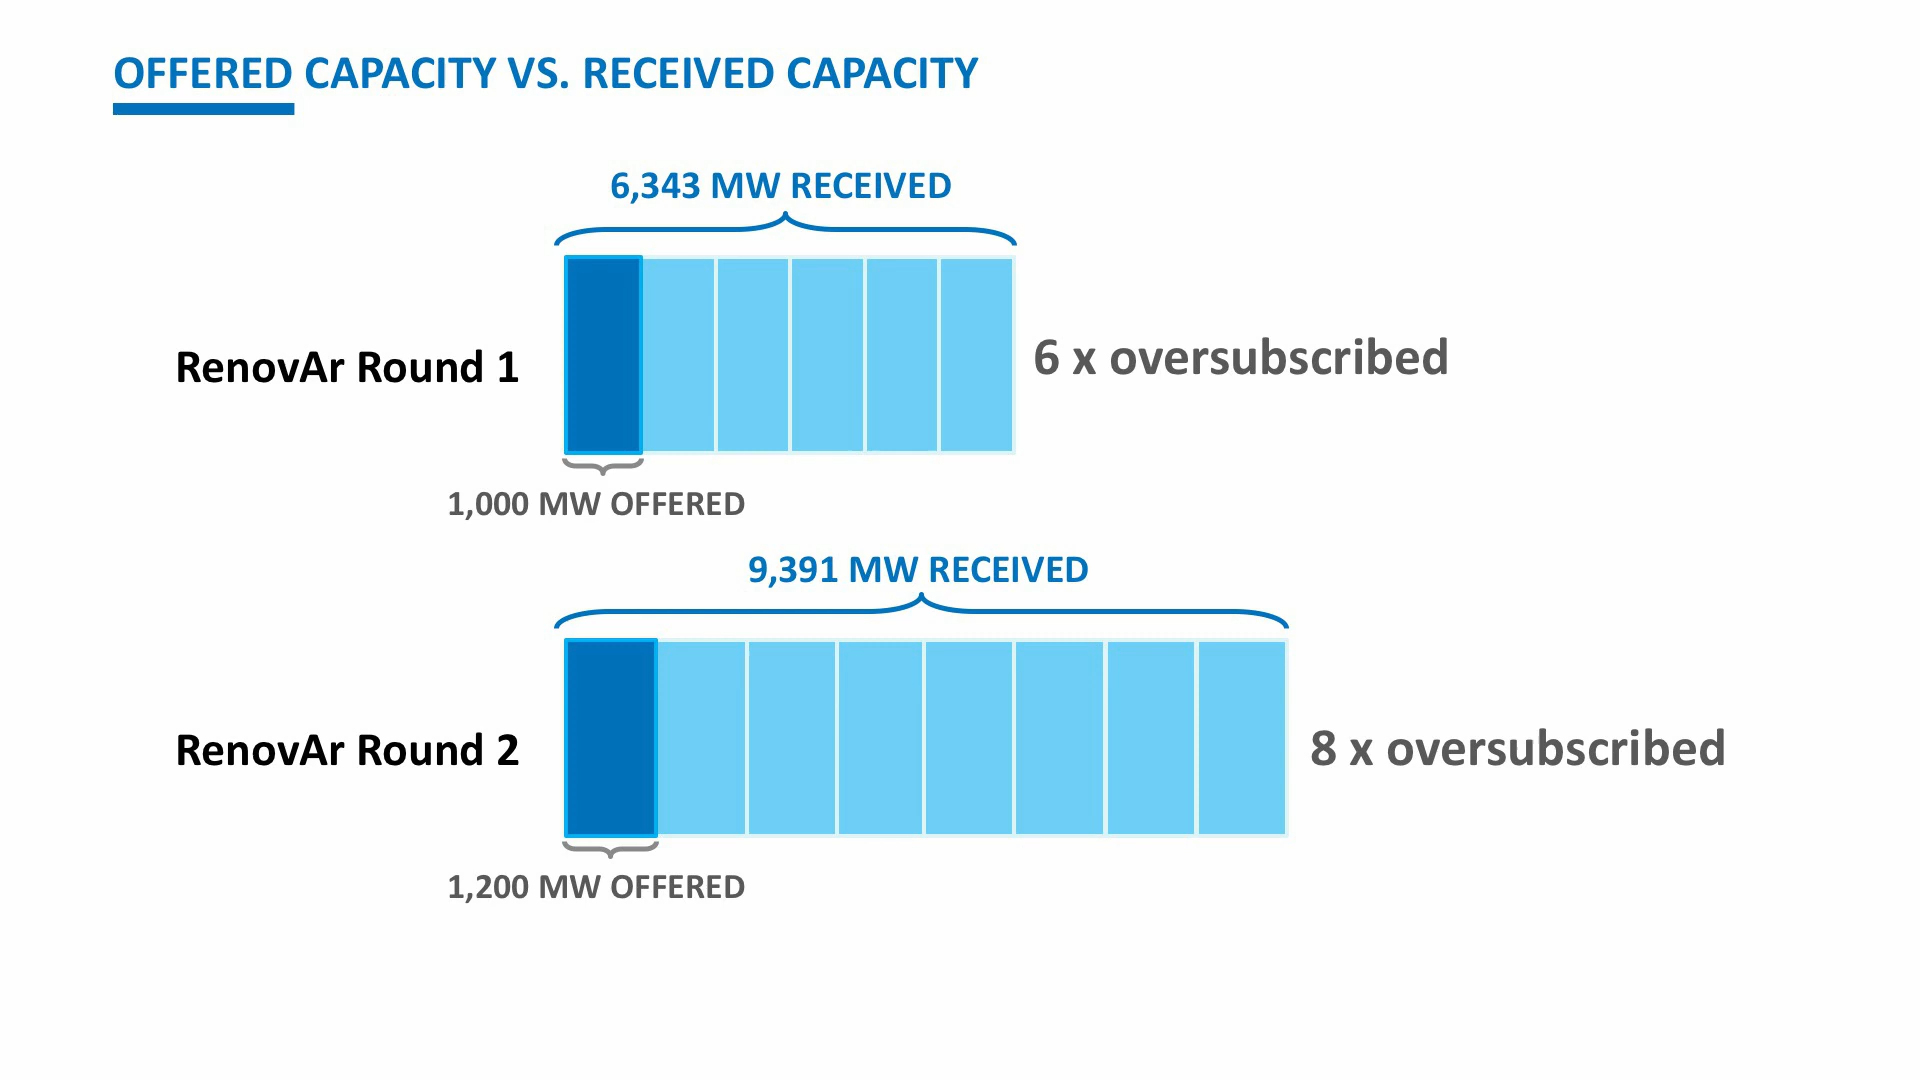 OFFERED CAPACITY VS. RECEIVED CAPACITY
6,343 MW RECEIVED
RenovAr Round 1
6 x oversubscribed
1,000 MW OFFERED
9,391 MW RECEIVED
RenovAr Round 2
8 x oversubscribed
1,200 MW OFFERED